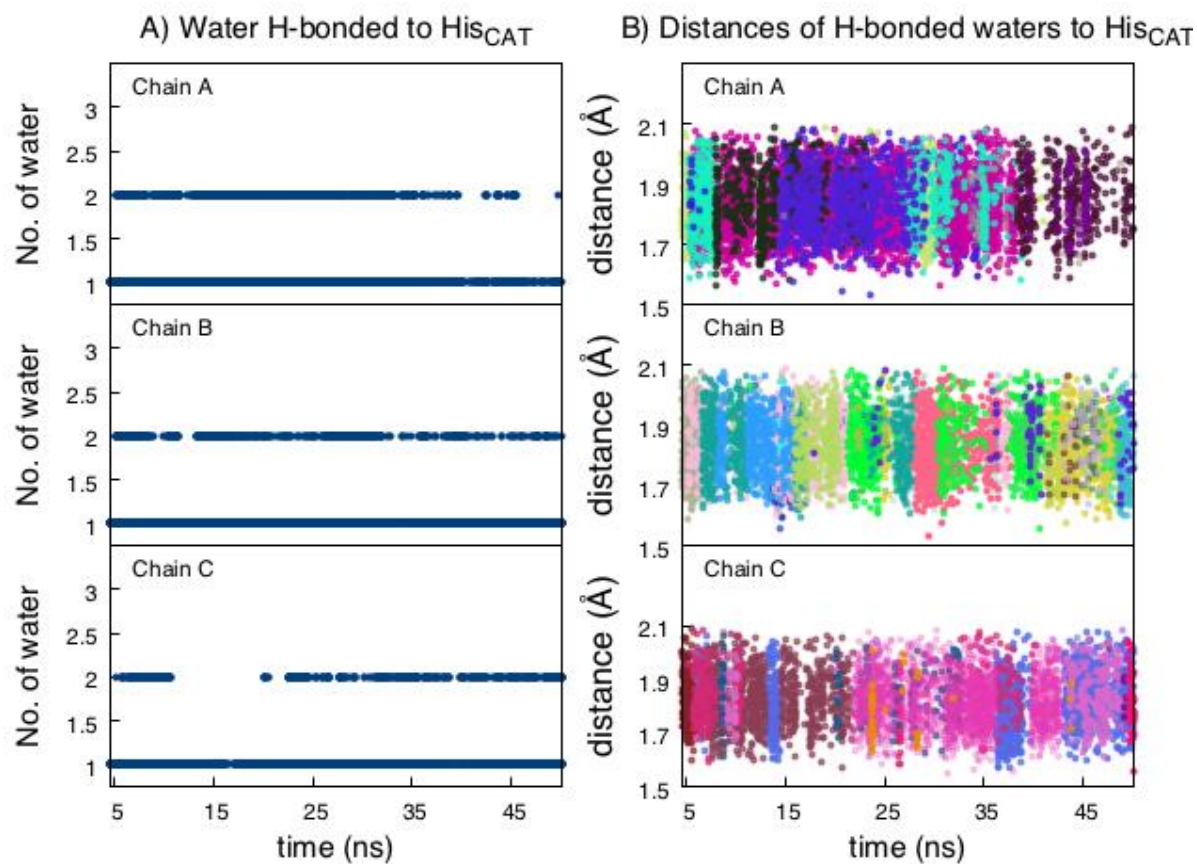 A) Water H-bonded to HisCAT
B) Distances of H-bonded waters to HisCAT
No. of water
3
2.5
2
1.5
1
Chain A
distance (Å)
2.1
1.9
1.7
1.5
Chain A
No. of water
3
2.5
2
1.5
1
Chain B
distance (Å)
2.1
1.9
1.7
1.5
Chain B
No. of water
3
2.5
2
1.5
1
Chain C
distance (Å)
2.1
1.9
1.7
1.5
Chain C
5 15 25 35 45
time (ns)
5 15 25 35 45
time (ns)